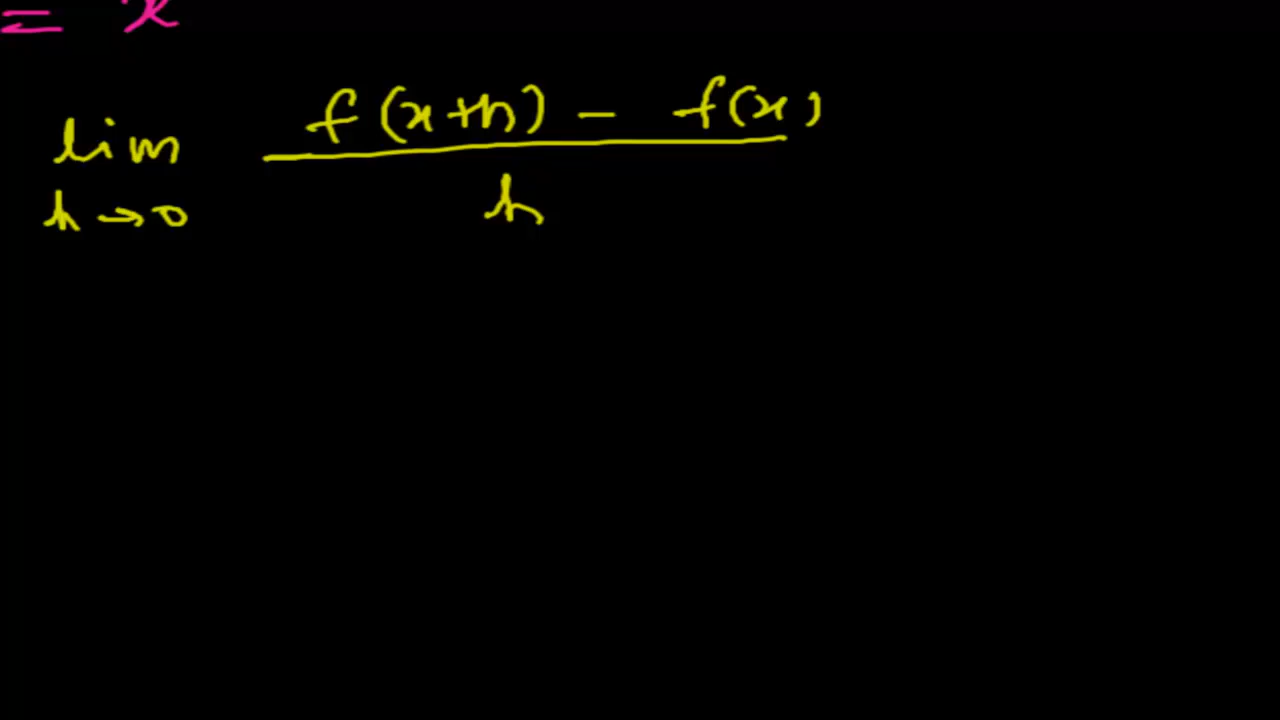 = x
f(x+h) - f(x)
lim
h→0
h